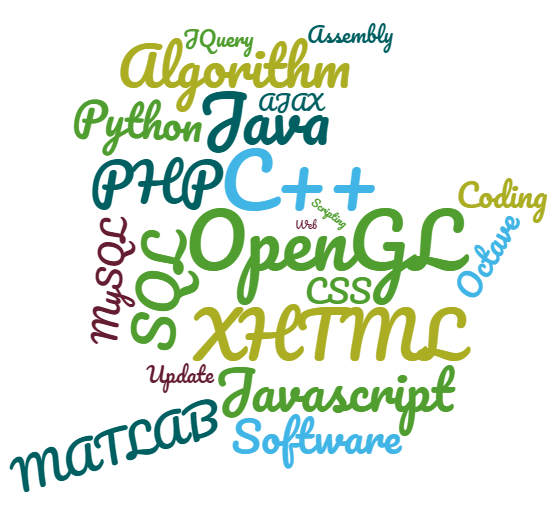 JQuery
Assembly
Algorithm
AJAX
Python
Java
PHP
C++
Coding
Scripting
Web
OpenGL
Octave
MySQL
SQL
CSS
XHTML
Update
Javascript
MATLAB
Software